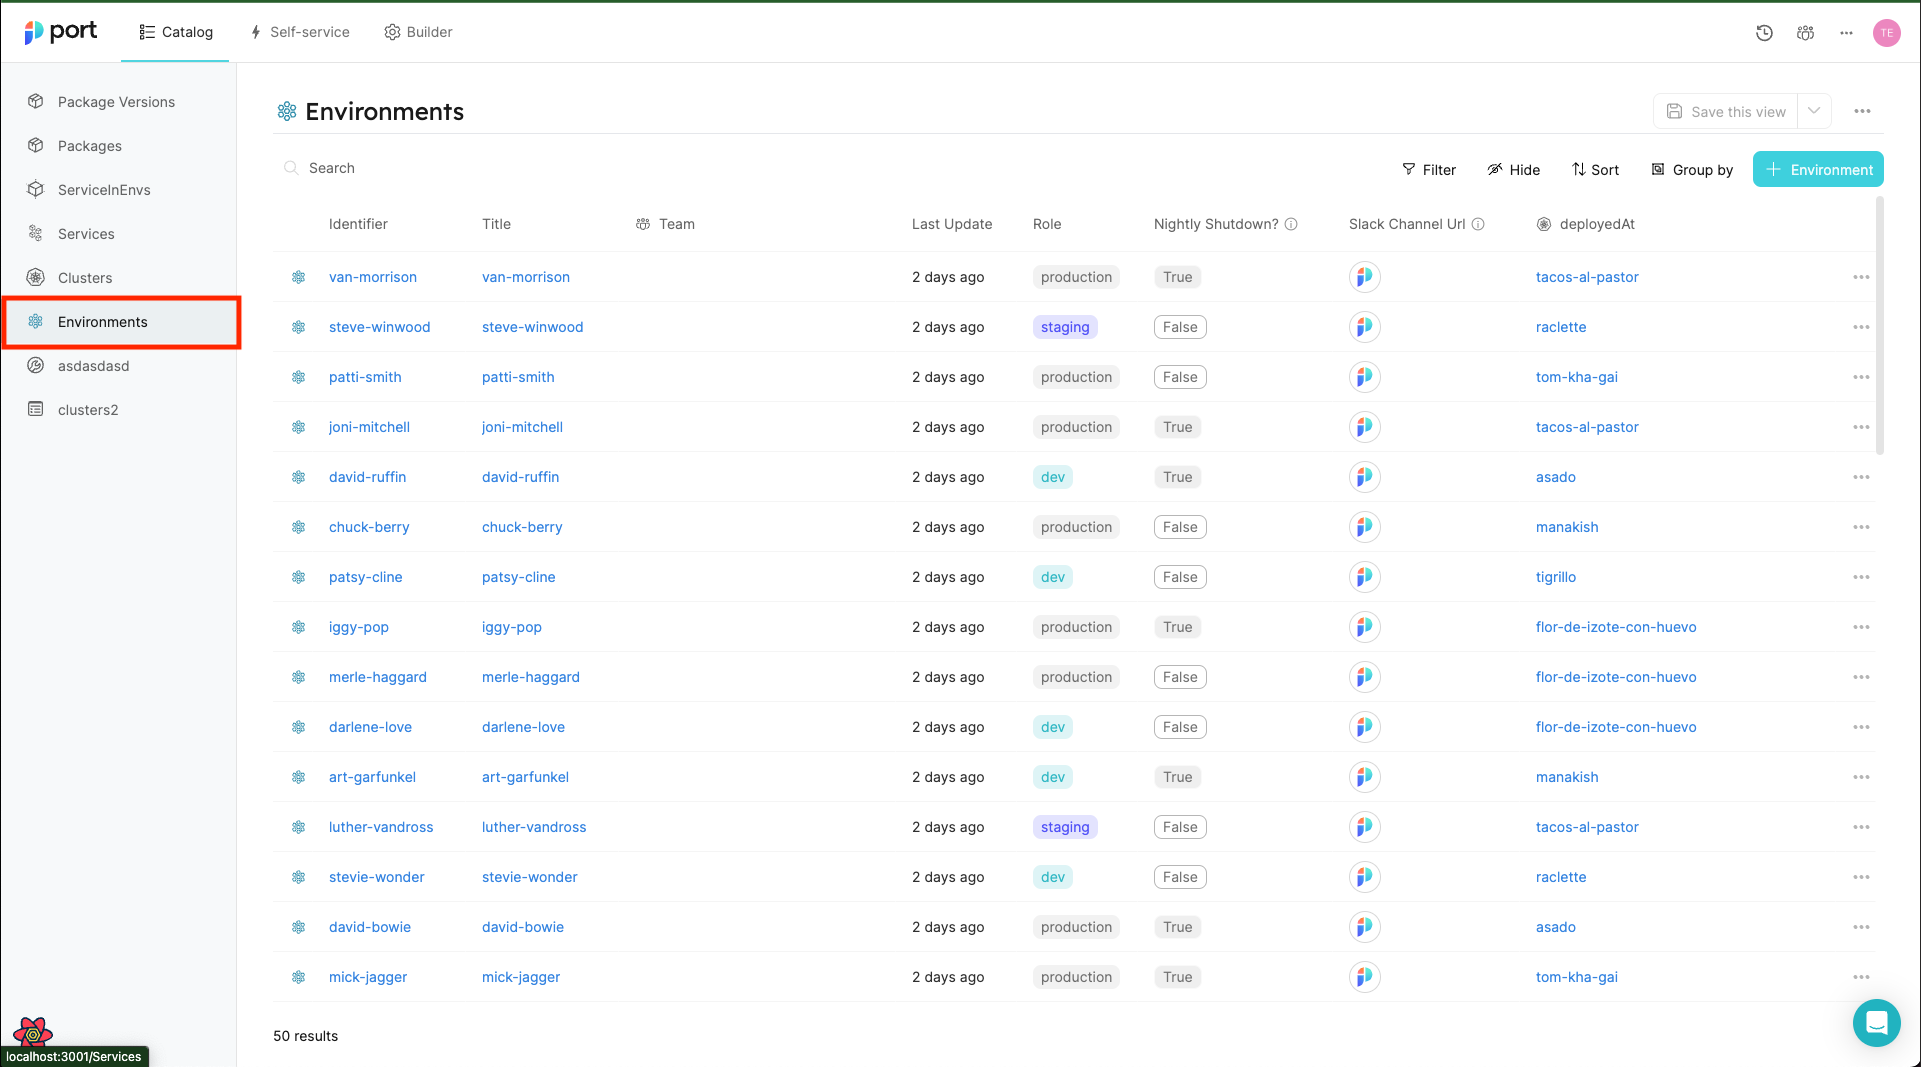 port Catalog Self-service Builder TE
Package Versions
Packages
ServiceInEnvs
Services
Clusters
Environments
asdasdasd
clusters2
Environments Save this view
Search Filter Hide Sort Group by Environment
Identifier Title Team Last Update Role Nightly Shutdown? Slack Channel Url deployedAt
van-morrison van-morrison 2 days ago production True tacos-al-pastor
steve-winwood steve-winwood 2 days ago staging False raclette
patti-smith patti-smith 2 days ago production False tom-kha-gai
joni-mitchell joni-mitchell 2 days ago production True tacos-al-pastor
david-ruffin david-ruffin 2 days ago dev True asado
chuck-berry chuck-berry 2 days ago production False manakish
patsy-cline patsy-cline 2 days ago dev False tigrillo
iggy-pop iggy-pop 2 days ago production True flor-de-izote-con-huevo
merle-haggard merle-haggard 2 days ago production False flor-de-izote-con-huevo
darlene-love darlene-love 2 days ago dev False flor-de-izote-con-huevo
art-garfunkel art-garfunkel 2 days ago dev True manakish
luther-vandross luther-vandross 2 days ago staging False tacos-al-pastor
stevie-wonder stevie-wonder 2 days ago dev False raclette
david-bowie david-bowie 2 days ago production True asado
mick-jagger mick-jagger 2 days ago production True tom-kha-gai
50 results
localhost:3001/Services